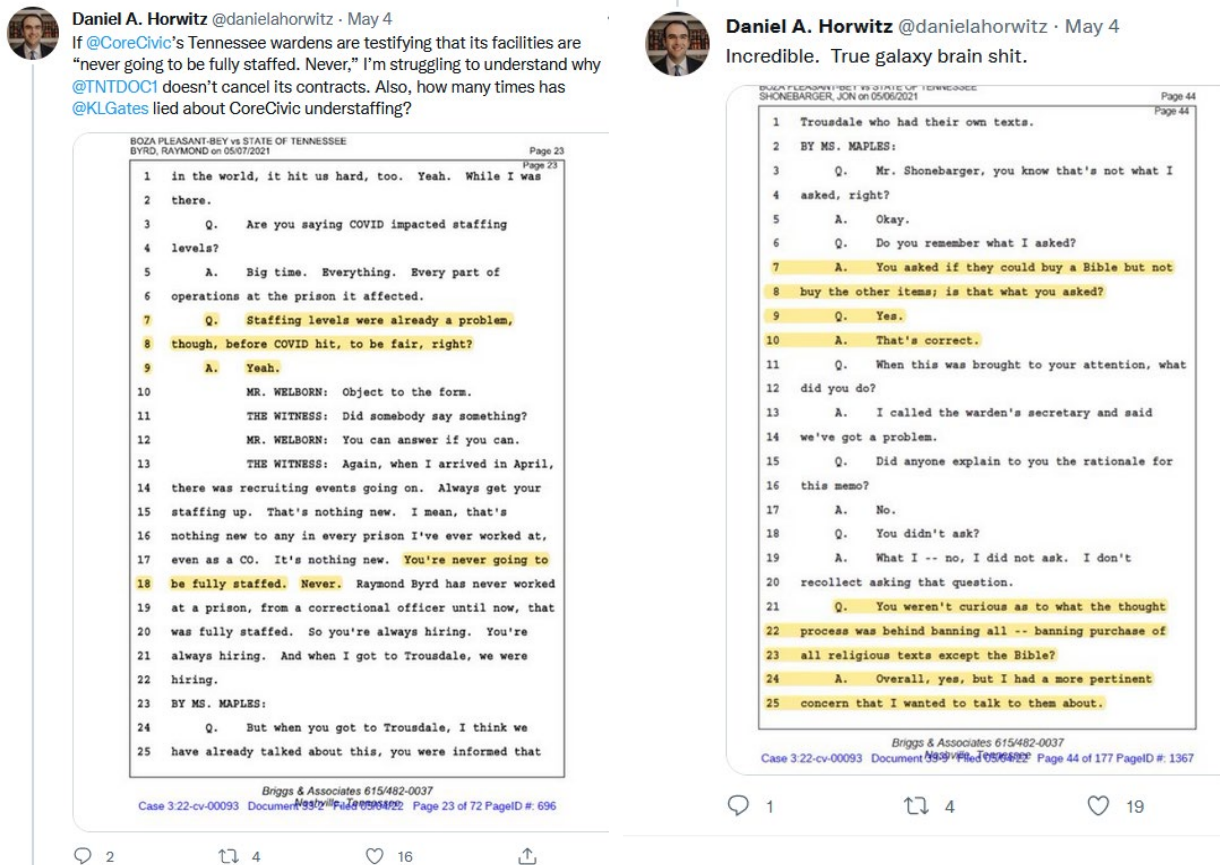 Daniel A. Horwitz @danielahorwitz · May 4
If @CoreCivic's Tennessee wardens are testifying that its facilities are
"never going to be fully staffed. Never," I'm struggling to understand why
@TNTDOC1 doesn't cancel its contracts. Also, how many times has
@KLGates lied about CoreCivic understaffing?
BOZA PLEASANT-BEY vs STATE OF TENNESSEE
BYRD, RAYMOND on 05/07/2021 Page 23
Page 23
1 in the world, it hit us hard, too. Yeah. While I was
2 there.
3 Q. Are you saying COVID impacted staffing
4 levels?
5 A. Big time. Everything. Every part of
6 operations at the prison it affected.
7 Q. Staffing levels were already a problem,
8 though, before COVID hit, to be fair, right?
9 A. Yeah.
10 MR. WELBORN: Object to the form.
11 THE WITNESS: Did somebody say something?
12 MR. WELBORN: You can answer if you can.
13 THE WITNESS: Again, when I arrived in April,
14 there was recruiting events going on. Always get your
15 staffing up. That's nothing new. I mean, that's
16 nothing new to any in every prison I've ever worked at,
17 even as a CO. It's nothing new. You're never going to
18 be fully staffed. Never. Raymond Byrd has never worked
19 at a prison, from a correctional officer until now, that
20 was fully staffed. So you're always hiring. You're
21 always hiring. And when I got to Trousdale, we were
22 hiring.
23 BY MS. MAPLES:
24 Q. But when you got to Trousdale, I think we
25 have already talked about this, you were informed that
Briggs & Associates 615/482-0037
Nashville, Tennessee
Case 3:22-cv-00093 Document 33-2 Filed 05/04/22 Page 23 of 72 PageID #: 696
2 4 16
Daniel A. Horwitz @danielahorwitz · May 4
Incredible. True galaxy brain shit.
BOZA PLEASANT-BEY vs STATE OF TENNESSEE
SHONEBARGER, JON on 05/06/2021 Page 44
Page 44
1 Trousdale who had their own texts.
2 BY MS. MAPLES:
3 Q. Mr. Shonebarger, you know that's not what I
4 asked, right?
5 A. Okay.
6 Q. Do you remember what I asked?
7 A. You asked if they could buy a Bible but not
8 buy the other items; is that what you asked?
9 Q. Yes.
10 A. That's correct.
11 Q. When this was brought to your attention, what
12 did you do?
13 A. I called the warden's secretary and said
14 we've got a problem.
15 Q. Did anyone explain to you the rationale for
16 this memo?
17 A. No.
18 Q. You didn't ask?
19 A. What I -- no, I did not ask. I don't
20 recollect asking that question.
21 Q. You weren't curious as to what the thought
22 process was behind banning all -- banning purchase of
23 all religious texts except the Bible?
24 A. Overall, yes, but I had a more pertinent
25 concern that I wanted to talk to them about.
Briggs & Associates 615/482-0037
Nashville, Tennessee
Case 3:22-cv-00093 Document Filed 05/04/22 Page 44 of 177 PageID #: 1367
1 4 19